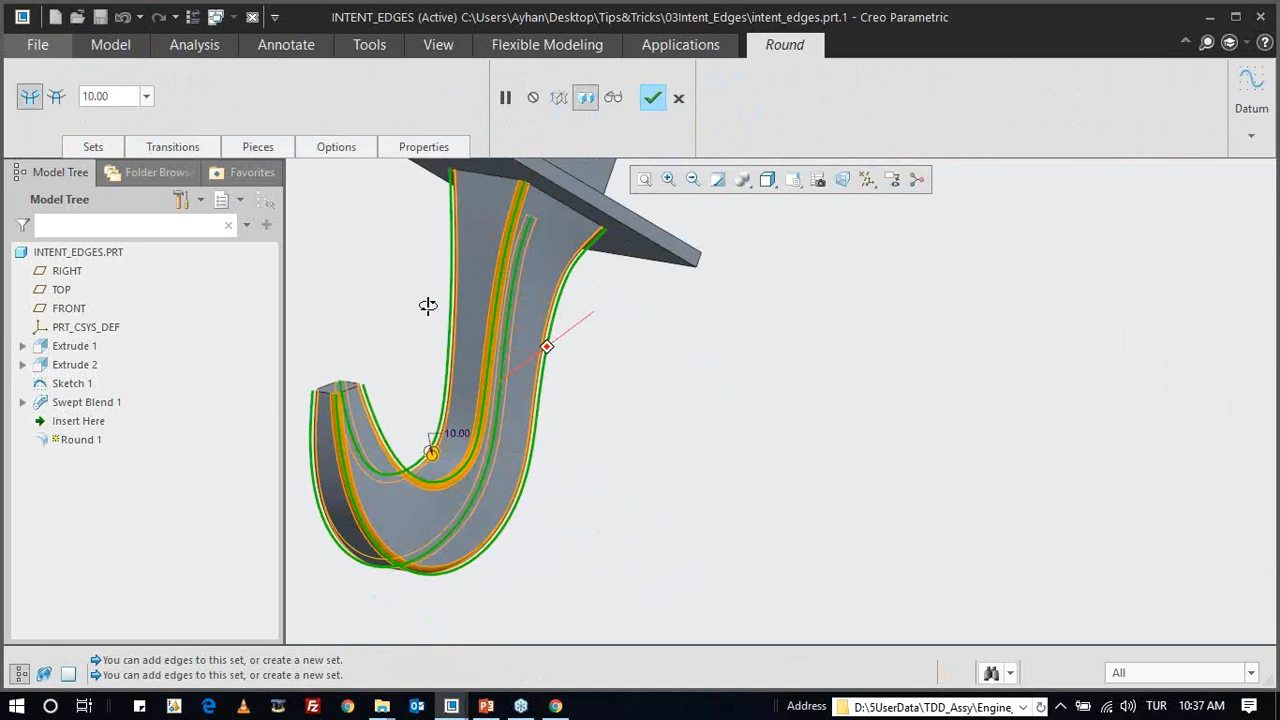 INTENT_EDGES (Active) C:\Users\Ayhan\Desktop\Tips&Tricks\03Intent_Edges\intent_edges.prt.1 - Creo Parametric
File Model Analysis Annotate Tools View Flexible Modeling Applications Round
10.00
Datum
Sets Transitions Pieces Options Properties
Model Tree Folder Brows Favorites
Model Tree
INTENT_EDGES.PRT
RIGHT
TOP
FRONT
PRT_CSYS_DEF
Extrude 1
Extrude 2
Sketch 1
Swept Blend 1
Insert Here
Round 1
10.00
You can add edges to this set, or create a new set.
You can add edges to this set, or create a new set.
All
Address D:\5UserData\TDD_Assy\Engine_ TUR 10:37 AM